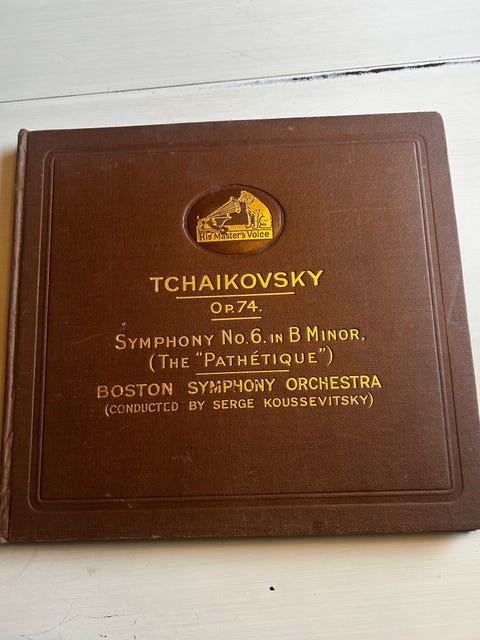 His Master's Voice
TCHAIKOVSKY
OP. 74.
SYMPHONY NO. 6. IN B MINOR,
(THE "PATHÉTIQUE")
BOSTON SYMPHONY ORCHESTRA
(CONDUCTED BY SERGE KOUSSEVITSKY)